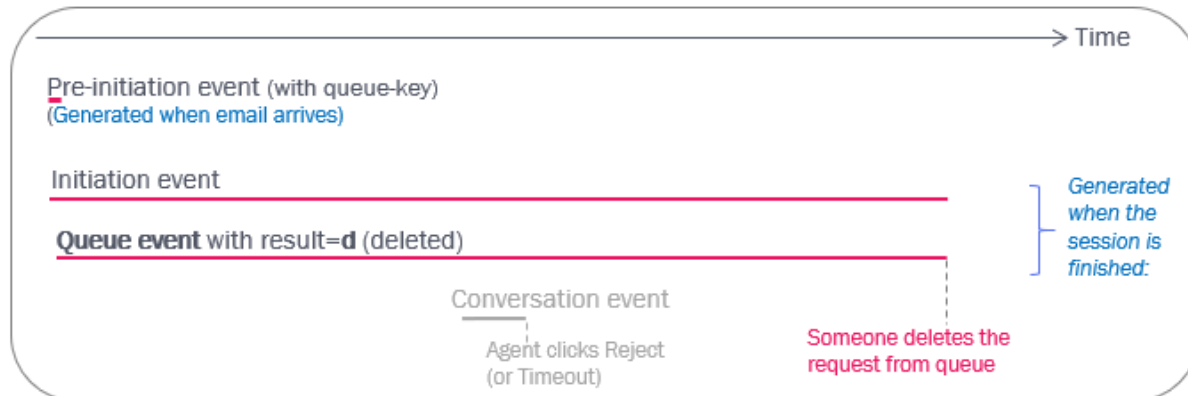 Time
Pre-initiation event (with queue-key)
(Generated when email arrives)
Initiation event
Queue event with result=d (deleted)
Generated
when the
session is
finished:
Conversation event
Agent clicks Reject
(or Timeout)
Someone deletes the
request from queue